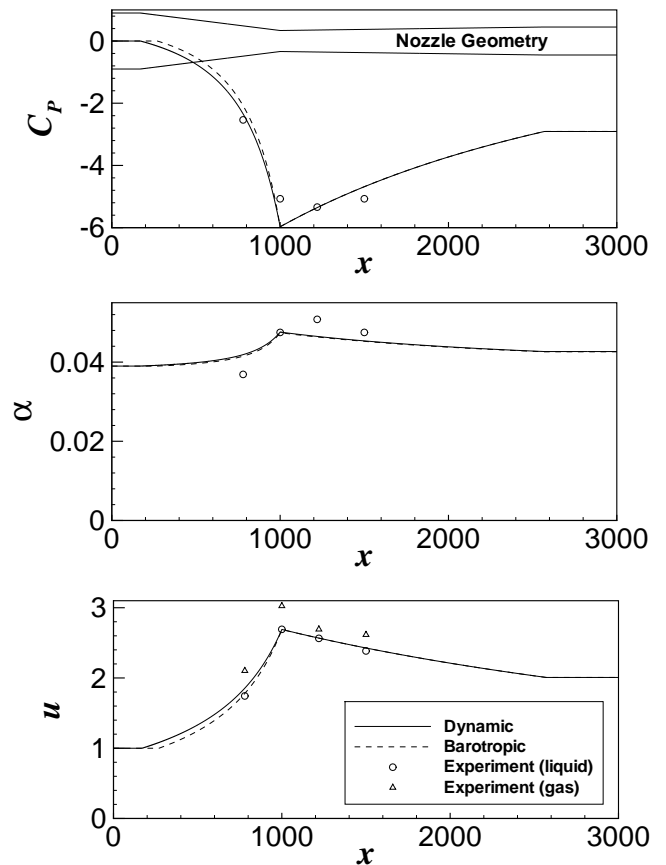 0
-2
-4
-6
C_P
Nozzle Geometry
0 1000 2000 3000
x
0.04
0.02
0
α
0 1000 2000 3000
x
3
2
1
0
u
Dynamic
Barotropic
Experiment (liquid)
Experiment (gas)
0 1000 2000 3000
x